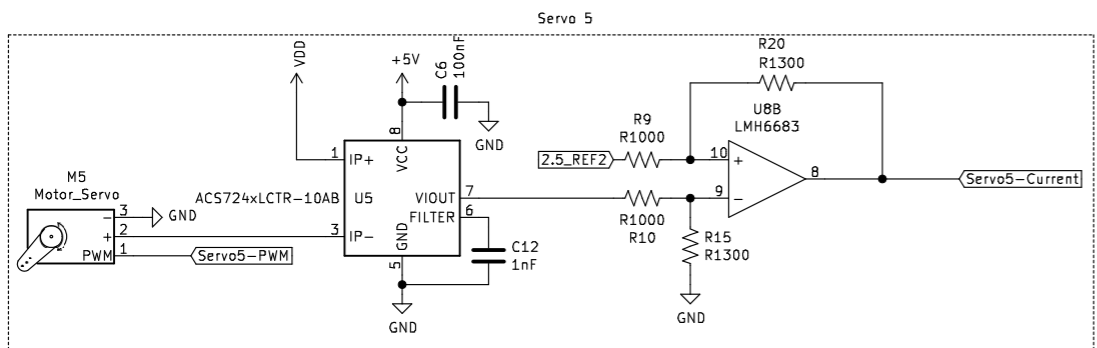 Servo 5
VDD
+5V
C6
100nF
GND
8
VCC
1
IP+
ACS724xLCTR-10AB
U5
VIOUT
7
FILTER
6
3
IP-
GND
5
GND
C12
1nF
M5
Motor_Servo
-
3
GND
+
2
PWM
1
Servo5-PWM
R20
R1300
U8B
LMH6683
R9
R1000
2.5_REF2
10
+
9
-
8
Servo5-Current
R1000
R10
R15
R1300
GND